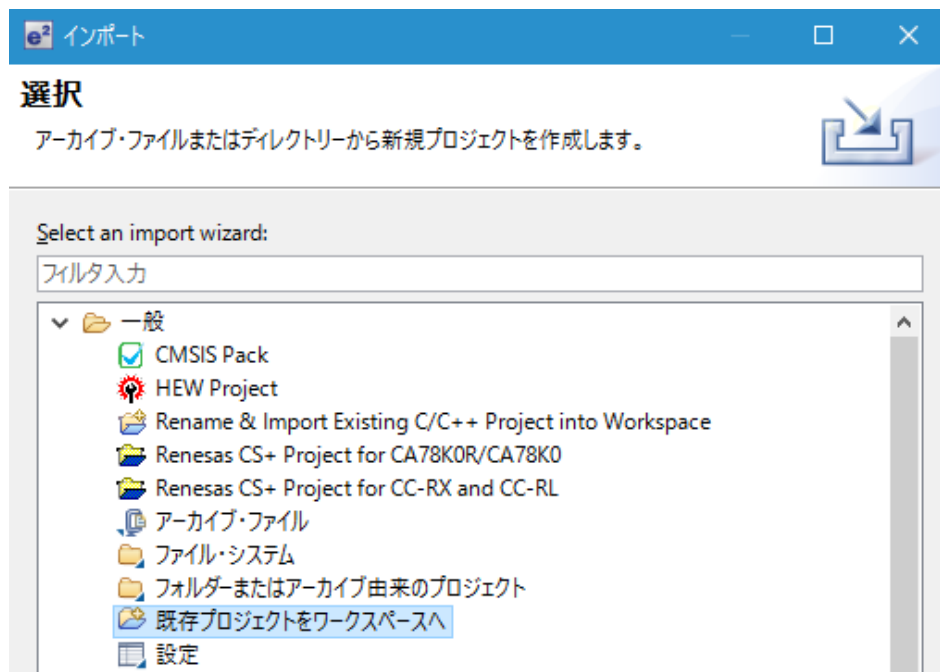 e² インポート
選択
アーカイブ・ファイルまたはディレクトリーから新規プロジェクトを作成します。
Select an import wizard:
フィルタ入力
一般
CMSIS Pack
HEW Project
Rename & Import Existing C/C++ Project into Workspace
Renesas CS+ Project for CA78K0R/CA78K0
Renesas CS+ Project for CC-RX and CC-RL
アーカイブ・ファイル
ファイル・システム
フォルダーまたはアーカイブ由来のプロジェクト
既存プロジェクトをワークスペースへ
設定